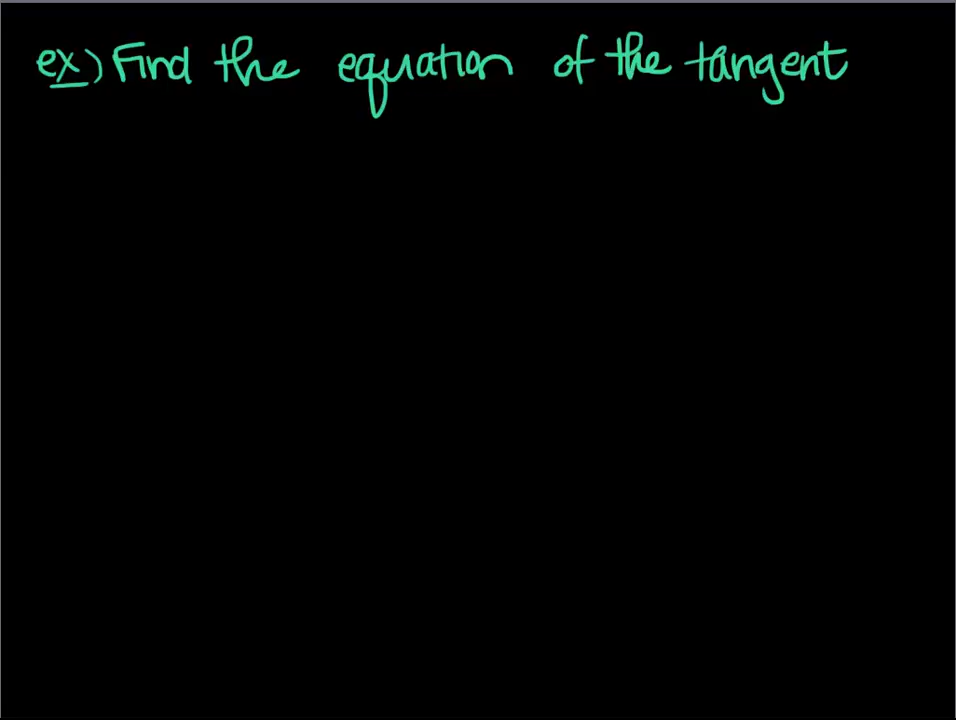 ex) Find the equation of the tangent